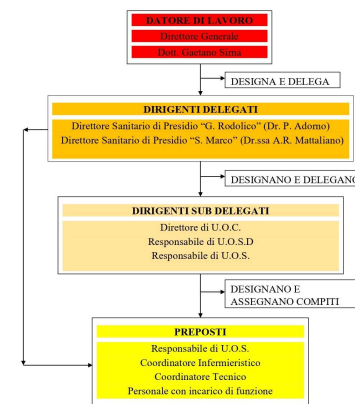 DATORE DI LAVORO
Direttore Generale
Dott. Gaetano Sirna
DESIGNA E DELEGA
DIRIGENTI DELEGATI
Direttore Sanitario di Presidio “G. Rodolico” (Dr. P. Adorno)
Direttore Sanitario di Presidio “S. Marco” (Dr.ssa A.R. Mattaliano)
DESIGNANO E DELEGANO
DIRIGENTI SUB DELEGATI
Direttore di U.O.C.
Responsabile di U.O.S.D
Responsabile di U.O.S.
DESIGNANO E
ASSEGNANO COMPITI
PREPOSTI
Responsabile di U.O.S.
Coordinatore Infermieristico
Coordinatore Tecnico
Personale con incarico di funzione